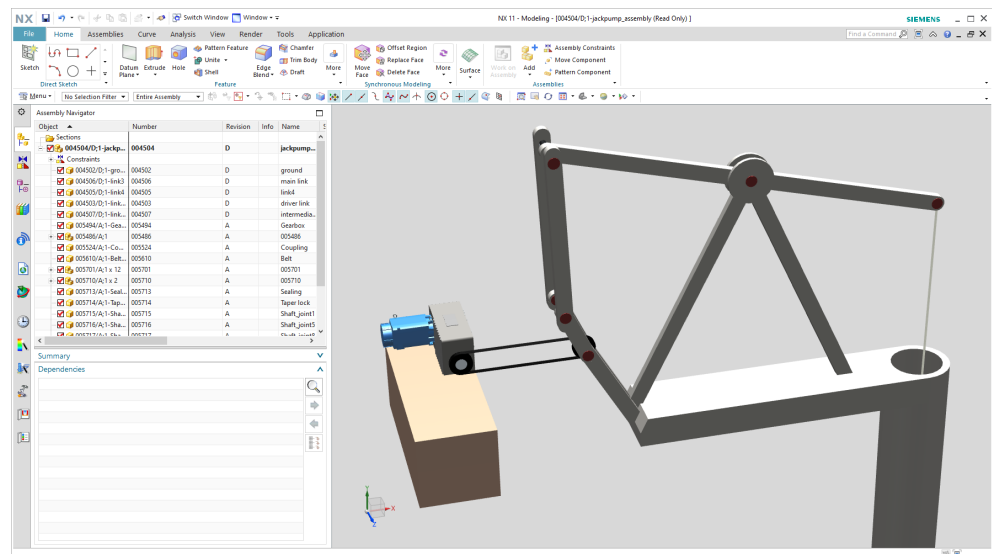 NX Switch Window Window NX 11 - Modeling - [004504/D;1-jackpump_assembly (Read Only) ] SIEMENS
File Home Assemblies Curve Analysis View Render Tools Application Find a Command
Sketch
Direct Sketch
Datum Plane Extrude Hole
Pattern Feature
Unite
Shell
Edge Blend
Chamfer
Trim Body
Draft
More
Feature
Move Face
Offset Region
Replace Face
Delete Face
More
Synchronous Modeling
Surface
Work on Assembly
Add
Assembly Constraints
Move Component
Pattern Component
Assemblies
Menu No Selection Filter Entire Assembly
Assembly Navigator
Object Number Revision Info Name S
Sections
004504/D;1-jackp... 004504 D jackpump...
Constraints
004502/D;1-gro... 004502 D ground
004506/D;1-link3 004506 D main link
004505/D;1-link4 004505 D link4
004503/D;1-link... 004503 D driver link
004507/D;1-link... 004507 D intermedia...
005494/A;1-Gea... 005494 A Gearbox
005486/A;1 005486 A 005486
005524/A;1-Co... 005524 A Coupling
005610/A;1-Belt... 005610 A Belt
005701/A;1 x 12 005701 A 005701
005710/A;1 x 2 005710 A 005710
005713/A;1-Seal... 005713 A Sealing
005714/A;1-Tap... 005714 A Taper lock
005715/A;1-Sha... 005715 A Shaft_joint1
005716/A;1-Sha... 005716 A Shaft_joint5
Summary
Dependencies
Y
X
Z